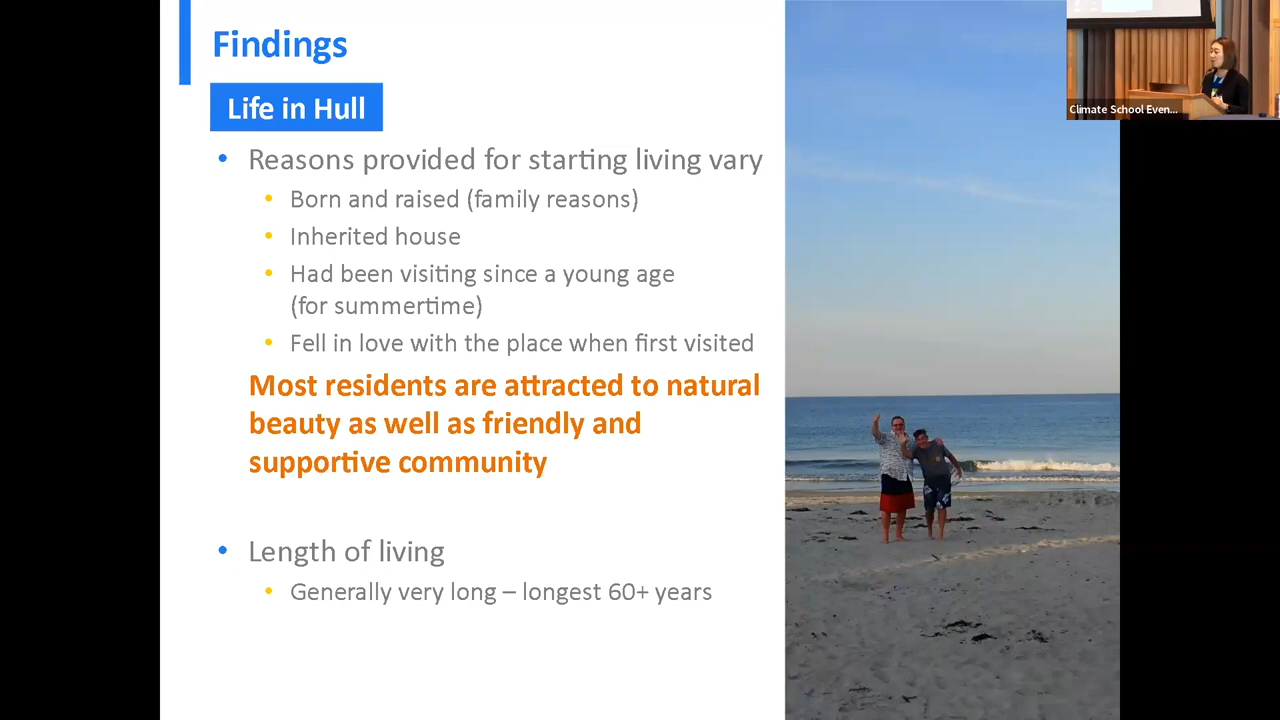 Findings
Life in Hull
• Reasons provided for starting living vary
• Born and raised (family reasons)
• Inherited house
• Had been visiting since a young age
(for summertime)
• Fell in love with the place when first visited
Most residents are attracted to natural
beauty as well as friendly and
supportive community
• Length of living
• Generally very long – longest 60+ years
Climate School Even...